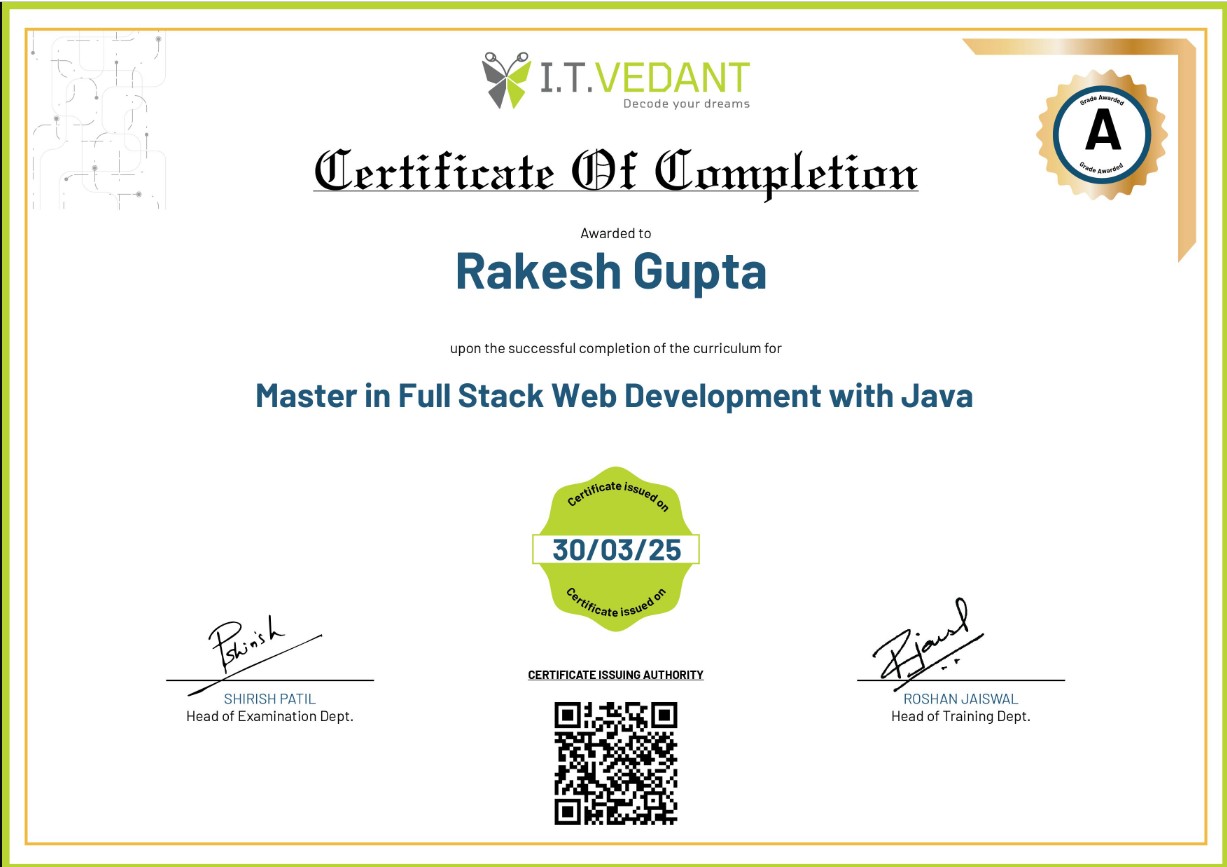 I.T.VEDANT
Decode your dreams
Grade Awarded
A
Grade Awarded
Certificate Of Completion
Awarded to
Rakesh Gupta
upon the successful completion of the curriculum for
Master in Full Stack Web Development with Java
Certificate issued on
30/03/25
Certificate issued on
Pshirish
Rjaisl
CERTIFICATE ISSUING AUTHORITY
SHIRISH PATIL
Head of Examination Dept.
ROSHAN JAISWAL
Head of Training Dept.